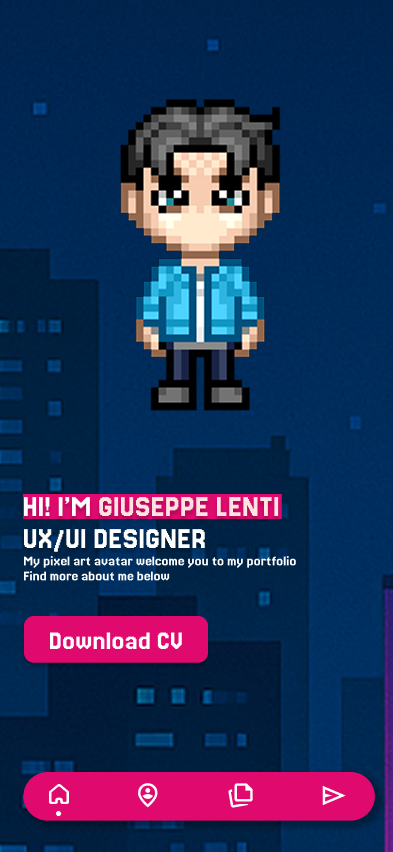 HI! I'M GIUSEPPE LENTI
UX/UI DESIGNER
My pixel art avatar welcome you to my portfolio
Find more about me below
Download CV